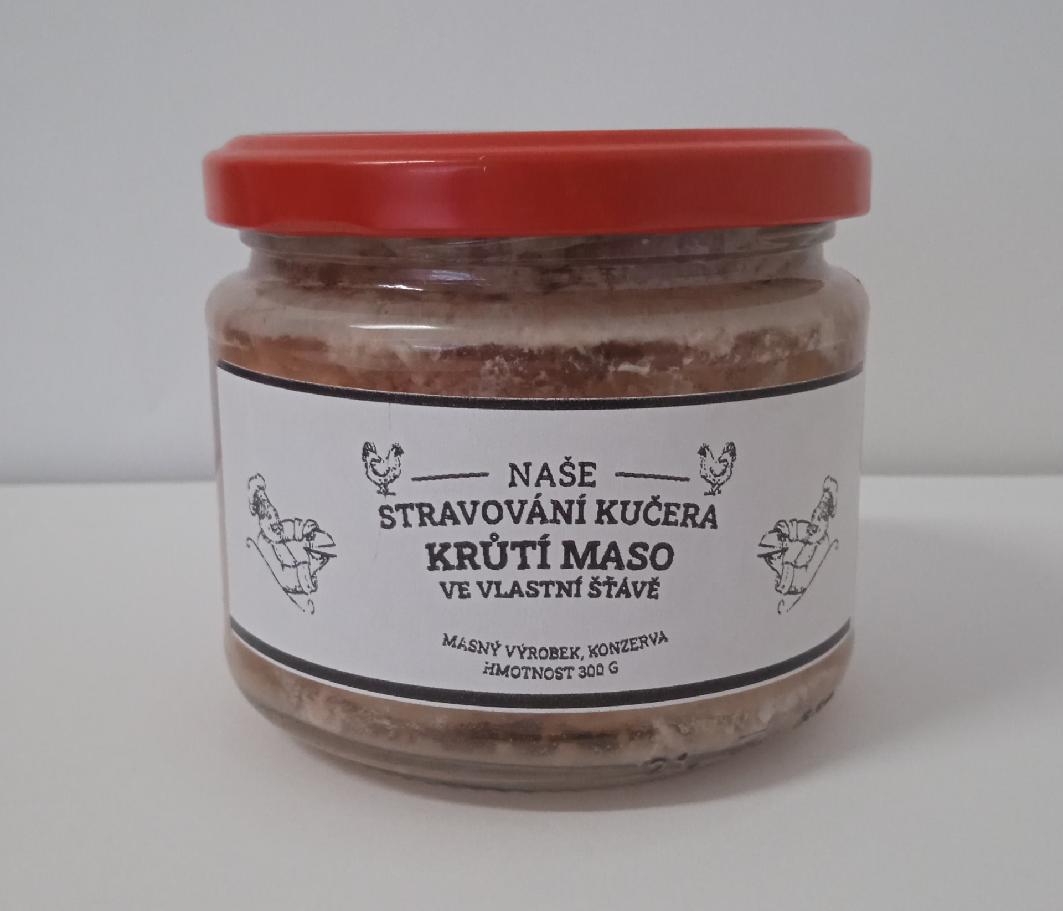 NAŠE
STRAVOVÁNÍ KUČERA
KRŮTÍ MASO
VE VLASTNÍ ŠŤÁVĚ
MASNÝ VÝROBEK, KONZERVA
HMOTNOST 300 G